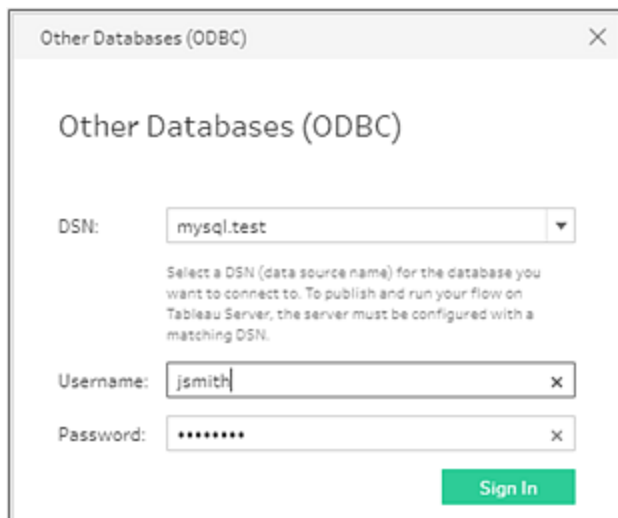 Other Databases (ODBC)
Other Databases (ODBC)
DSN: mysql.test
Select a DSN (data source name) for the database you
want to connect to. To publish and run your flow on
Tableau Server, the server must be configured with a
matching DSN.
Username: jsmith
Password: ••••••••
Sign In